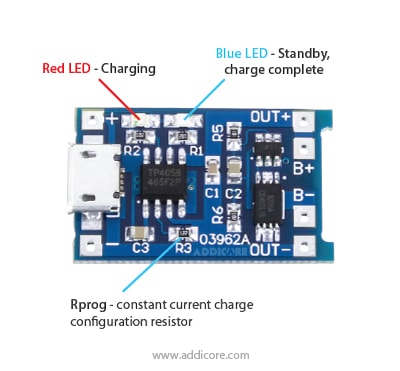 Blue LED - Standby,
charge complete
Red LED - Charging
+
OUT+
R5
R2
R1
B+
TP4056
C1
C2
B-
R6
03962A
C3
R3
ADDICORE
OUT-
−
Rprog - constant current charge
configuration resistor
www.addicore.com